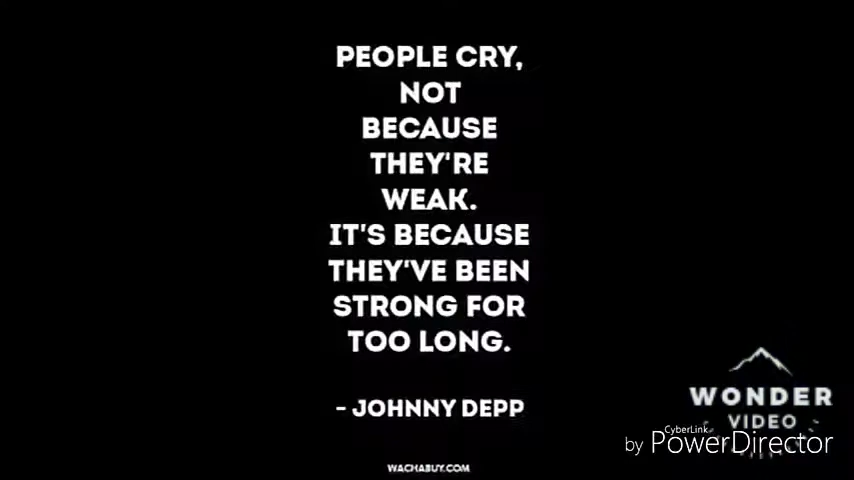 PEOPLE CRY,
NOT
BECAUSE
THEY'RE
WEAK.
IT'S BECAUSE
THEY'VE BEEN
STRONG FOR
TOO LONG.
- JOHNNY DEPP
WACHABUY.COM
WONDER
VIDEO
CyberLink
by PowerDirector